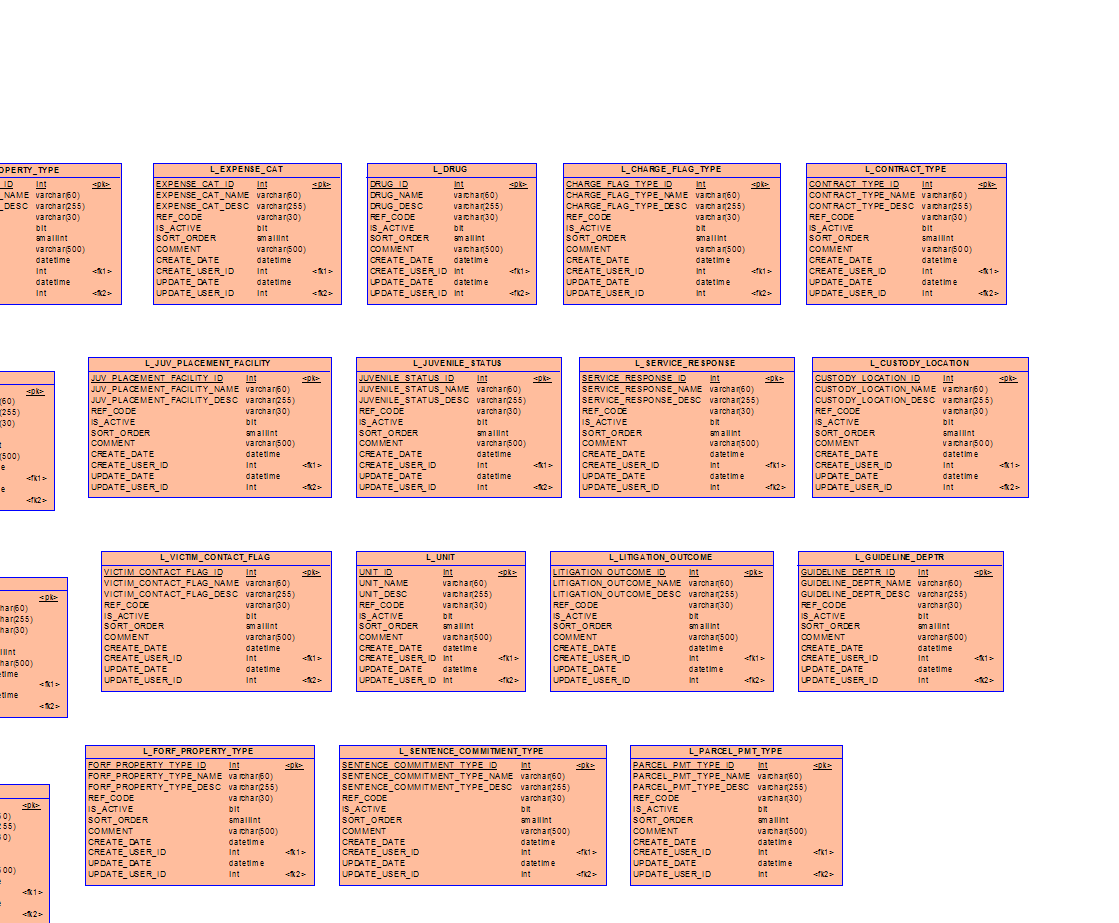 OPERTY_TYPE
_ID int <pk>
_NAME varchar(60)
_DESC varchar(255)
varchar(30)
bit
smallint
varchar(500)
datetime
int <fk1>
datetime
int <fk2>
L_EXPENSE_CAT
EXPENSE_CAT_ID int <pk>
EXPENSE_CAT_NAME varchar(60)
EXPENSE_CAT_DESC varchar(255)
REF_CODE varchar(30)
IS_ACTIVE bit
SORT_ORDER smallint
COMMENT varchar(500)
CREATE_DATE datetime
CREATE_USER_ID int <fk1>
UPDATE_DATE datetime
UPDATE_USER_ID int <fk2>
L_DRUG
DRUG_ID int <pk>
DRUG_NAME varchar(60)
DRUG_DESC varchar(255)
REF_CODE varchar(30)
IS_ACTIVE bit
SORT_ORDER smallint
COMMENT varchar(500)
CREATE_DATE datetime
CREATE_USER_ID int <fk1>
UPDATE_DATE datetime
UPDATE_USER_ID int <fk2>
L_CHARGE_FLAG_TYPE
CHARGE_FLAG_TYPE_ID int <pk>
CHARGE_FLAG_TYPE_NAME varchar(60)
CHARGE_FLAG_TYPE_DESC varchar(255)
REF_CODE varchar(30)
IS_ACTIVE bit
SORT_ORDER smallint
COMMENT varchar(500)
CREATE_DATE datetime
CREATE_USER_ID int <fk1>
UPDATE_DATE datetime
UPDATE_USER_ID int <fk2>
L_CONTRACT_TYPE
CONTRACT_TYPE_ID int <pk>
CONTRACT_TYPE_NAME varchar(60)
CONTRACT_TYPE_DESC varchar(255)
REF_CODE varchar(30)
IS_ACTIVE bit
SORT_ORDER smallint
COMMENT varchar(500)
CREATE_DATE datetime
CREATE_USER_ID int <fk1>
UPDATE_DATE datetime
UPDATE_USER_ID int <fk2>
<pk>
(60)
(255)
(30)
t
(500)
e
<fk1>
e
<fk2>
L_JUV_PLACEMENT_FACILITY
JUV_PLACEMENT_FACILITY_ID int <pk>
JUV_PLACEMENT_FACILITY_NAME varchar(60)
JUV_PLACEMENT_FACILITY_DESC varchar(255)
REF_CODE varchar(30)
IS_ACTIVE bit
SORT_ORDER smallint
COMMENT varchar(500)
CREATE_DATE datetime
CREATE_USER_ID int <fk1>
UPDATE_DATE datetime
UPDATE_USER_ID int <fk2>
L_JUVENILE_STATUS
JUVENILE_STATUS_ID int <pk>
JUVENILE_STATUS_NAME varchar(60)
JUVENILE_STATUS_DESC varchar(255)
REF_CODE varchar(30)
IS_ACTIVE bit
SORT_ORDER smallint
COMMENT varchar(500)
CREATE_DATE datetime
CREATE_USER_ID int <fk1>
UPDATE_DATE datetime
UPDATE_USER_ID int <fk2>
L_SERVICE_RESPONSE
SERVICE_RESPONSE_ID int <pk>
SERVICE_RESPONSE_NAME varchar(60)
SERVICE_RESPONSE_DESC varchar(255)
REF_CODE varchar(30)
IS_ACTIVE bit
SORT_ORDER smallint
COMMENT varchar(500)
CREATE_DATE datetime
CREATE_USER_ID int <fk1>
UPDATE_DATE datetime
UPDATE_USER_ID int <fk2>
L_CUSTODY_LOCATION
CUSTODY_LOCATION_ID int <pk>
CUSTODY_LOCATION_NAME varchar(60)
CUSTODY_LOCATION_DESC varchar(255)
REF_CODE varchar(30)
IS_ACTIVE bit
SORT_ORDER smallint
COMMENT varchar(500)
CREATE_DATE datetime
CREATE_USER_ID int <fk1>
UPDATE_DATE datetime
UPDATE_USER_ID int <fk2>
<pk>
har(60)
har(255)
har(30)
llint
har(500)
etime
<fk1>
etime
<fk2>
L_VICTIM_CONTACT_FLAG
VICTIM_CONTACT_FLAG_ID int <pk>
VICTIM_CONTACT_FLAG_NAME varchar(60)
VICTIM_CONTACT_FLAG_DESC varchar(255)
REF_CODE varchar(30)
IS_ACTIVE bit
SORT_ORDER smallint
COMMENT varchar(500)
CREATE_DATE datetime
CREATE_USER_ID int <fk1>
UPDATE_DATE datetime
UPDATE_USER_ID int <fk2>
L_UNIT
UNIT_ID int <pk>
UNIT_NAME varchar(60)
UNIT_DESC varchar(255)
REF_CODE varchar(30)
IS_ACTIVE bit
SORT_ORDER smallint
COMMENT varchar(500)
CREATE_DATE datetime
CREATE_USER_ID int <fk1>
UPDATE_DATE datetime
UPDATE_USER_ID int <fk2>
L_LITIGATION_OUTCOME
LITIGATION_OUTCOME_ID int <pk>
LITIGATION_OUTCOME_NAME varchar(60)
LITIGATION_OUTCOME_DESC varchar(255)
REF_CODE varchar(30)
IS_ACTIVE bit
SORT_ORDER smallint
COMMENT varchar(500)
CREATE_DATE datetime
CREATE_USER_ID int <fk1>
UPDATE_DATE datetime
UPDATE_USER_ID int <fk2>
L_GUIDELINE_DEPTR
GUIDELINE_DEPTR_ID int <pk>
GUIDELINE_DEPTR_NAME varchar(60)
GUIDELINE_DEPTR_DESC varchar(255)
REF_CODE varchar(30)
IS_ACTIVE bit
SORT_ORDER smallint
COMMENT varchar(500)
CREATE_DATE datetime
CREATE_USER_ID int <fk1>
UPDATE_DATE datetime
UPDATE_USER_ID int <fk2>
<pk>
0)
55)
0)
00)
<fk1>
<fk2>
L_FORF_PROPERTY_TYPE
FORF_PROPERTY_TYPE_ID int <pk>
FORF_PROPERTY_TYPE_NAME varchar(60)
FORF_PROPERTY_TYPE_DESC varchar(255)
REF_CODE varchar(30)
IS_ACTIVE bit
SORT_ORDER smallint
COMMENT varchar(500)
CREATE_DATE datetime
CREATE_USER_ID int <fk1>
UPDATE_DATE datetime
UPDATE_USER_ID int <fk2>
L_SENTENCE_COMMITMENT_TYPE
SENTENCE_COMMITMENT_TYPE_ID int <pk>
SENTENCE_COMMITMENT_TYPE_NAME varchar(60)
SENTENCE_COMMITMENT_TYPE_DESC varchar(255)
REF_CODE varchar(30)
IS_ACTIVE bit
SORT_ORDER smallint
COMMENT varchar(500)
CREATE_DATE datetime
CREATE_USER_ID int <fk1>
UPDATE_DATE datetime
UPDATE_USER_ID int <fk2>
L_PARCEL_PMT_TYPE
PARCEL_PMT_TYPE_ID int <pk>
PARCEL_PMT_TYPE_NAME varchar(60)
PARCEL_PMT_TYPE_DESC varchar(255)
REF_CODE varchar(30)
IS_ACTIVE bit
SORT_ORDER smallint
COMMENT varchar(500)
CREATE_DATE datetime
CREATE_USER_ID int <fk1>
UPDATE_DATE datetime
UPDATE_USER_ID int <fk2>